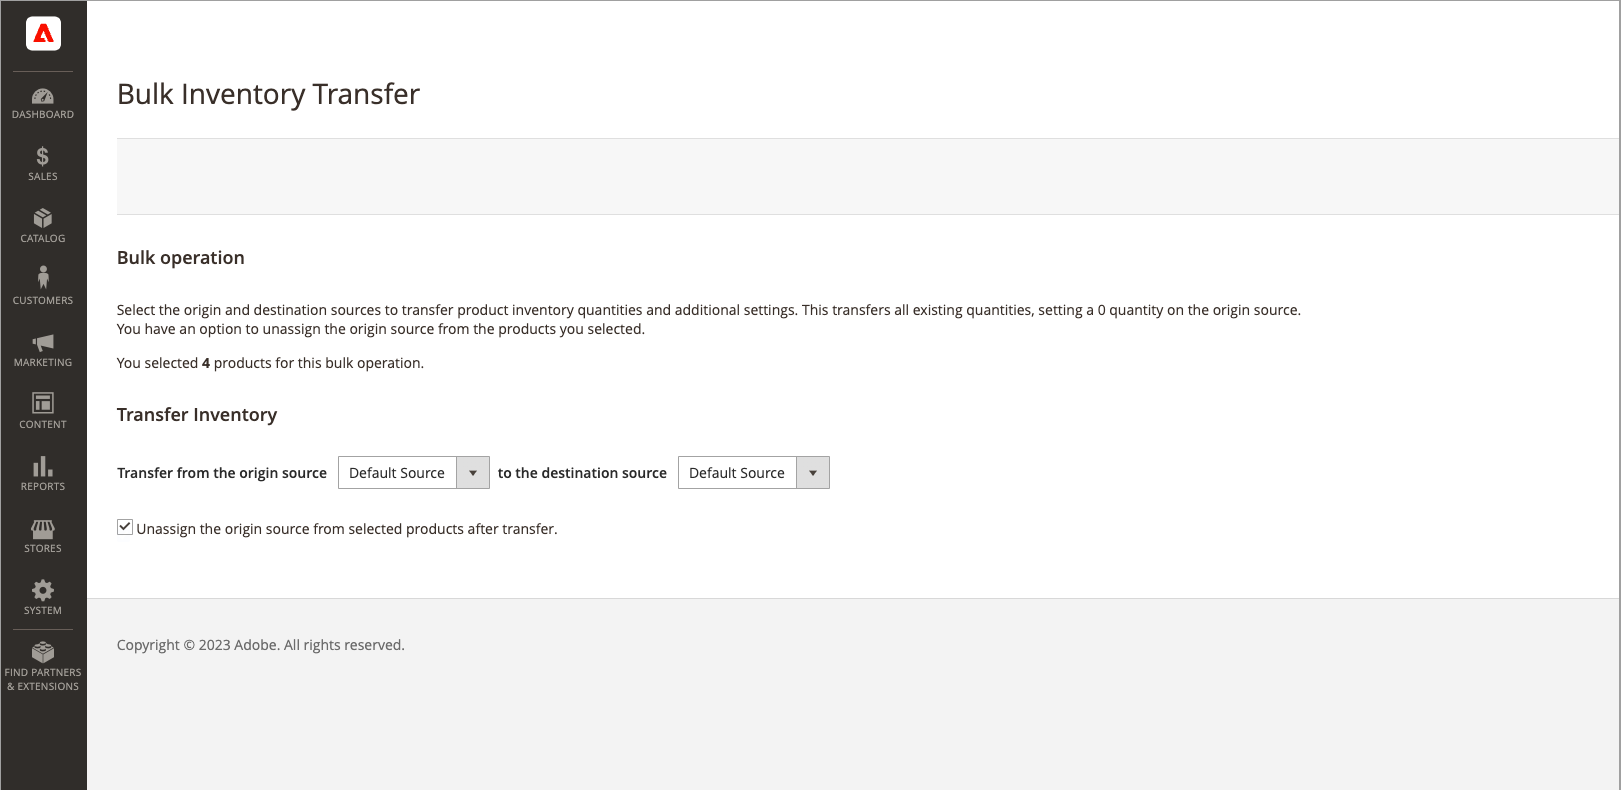 DASHBOARD
SALES
CATALOG
CUSTOMERS
MARKETING
CONTENT
REPORTS
STORES
SYSTEM
FIND PARTNERS
& EXTENSIONS
Bulk Inventory Transfer
Bulk operation
Select the origin and destination sources to transfer product inventory quantities and additional settings. This transfers all existing quantities, setting a 0 quantity on the origin source.
You have an option to unassign the origin source from the products you selected.
You selected 4 products for this bulk operation.
Transfer Inventory
Transfer from the origin source Default Source to the destination source Default Source
Unassign the origin source from selected products after transfer.
Copyright © 2023 Adobe. All rights reserved.